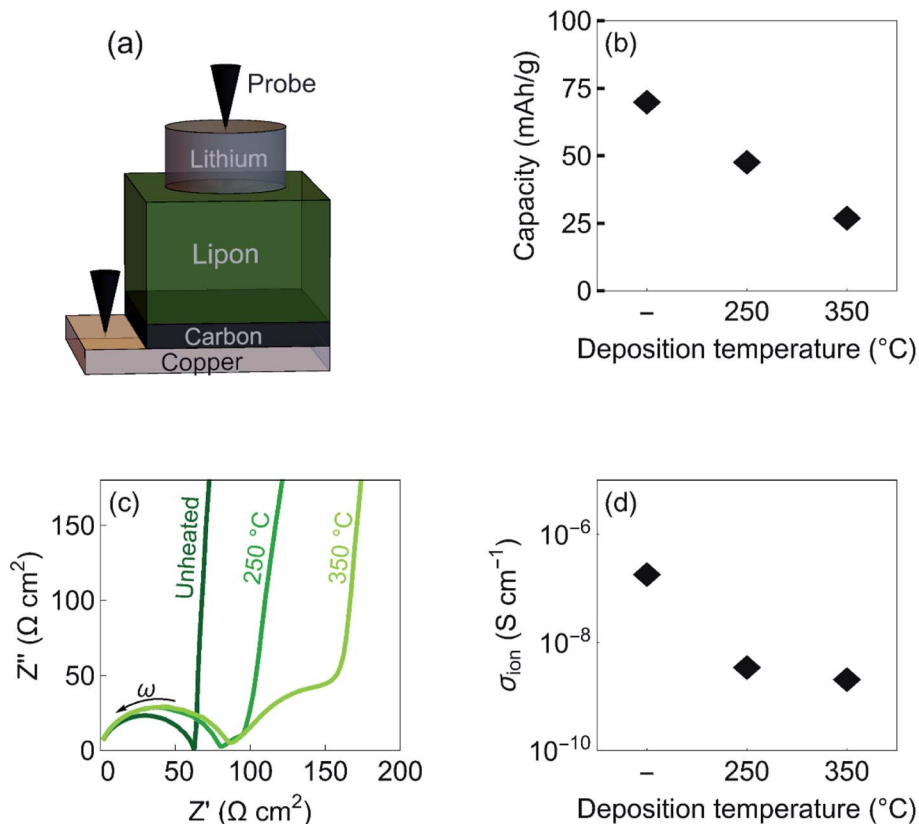 (a)
Probe
Lithium
Lipon
Carbon
Copper
(b)
Capacity (mAh/g)
100
75
50
25
0
– 250 350
Deposition temperature (°C)
(c)
Z'' (Ω cm²)
150
100
50
0
Unheated
250 °C
350 °C
ω
0 50 100 150 200
Z' (Ω cm²)
(d)
σion (S cm⁻¹)
10⁻⁶
10⁻⁸
10⁻¹⁰
– 250 350
Deposition temperature (°C)